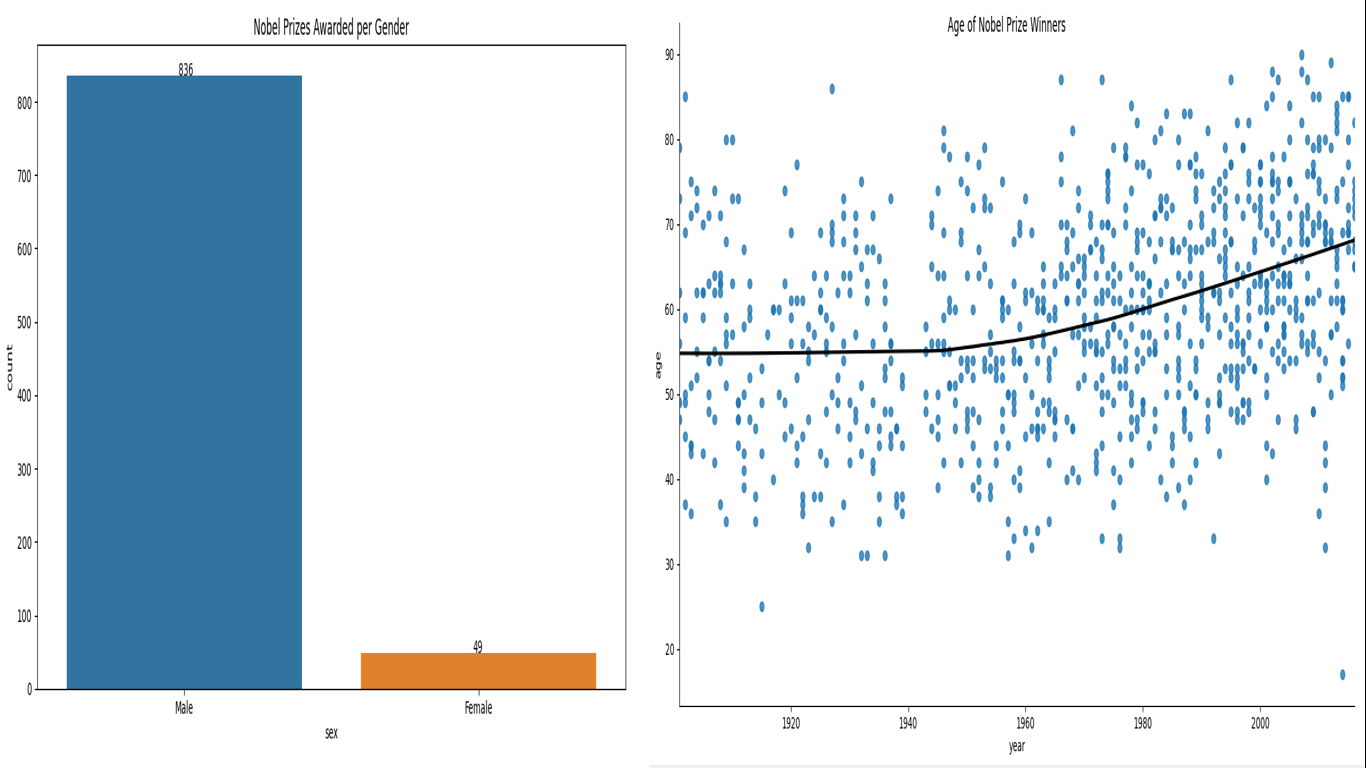 Nobel Prizes Awarded per Gender
836
49
800
700
600
500
400
300
200
100
0
count
Male Female
sex
Age of Nobel Prize Winners
90
80
70
60
50
40
30
20
age
1920 1940 1960 1980 2000
year